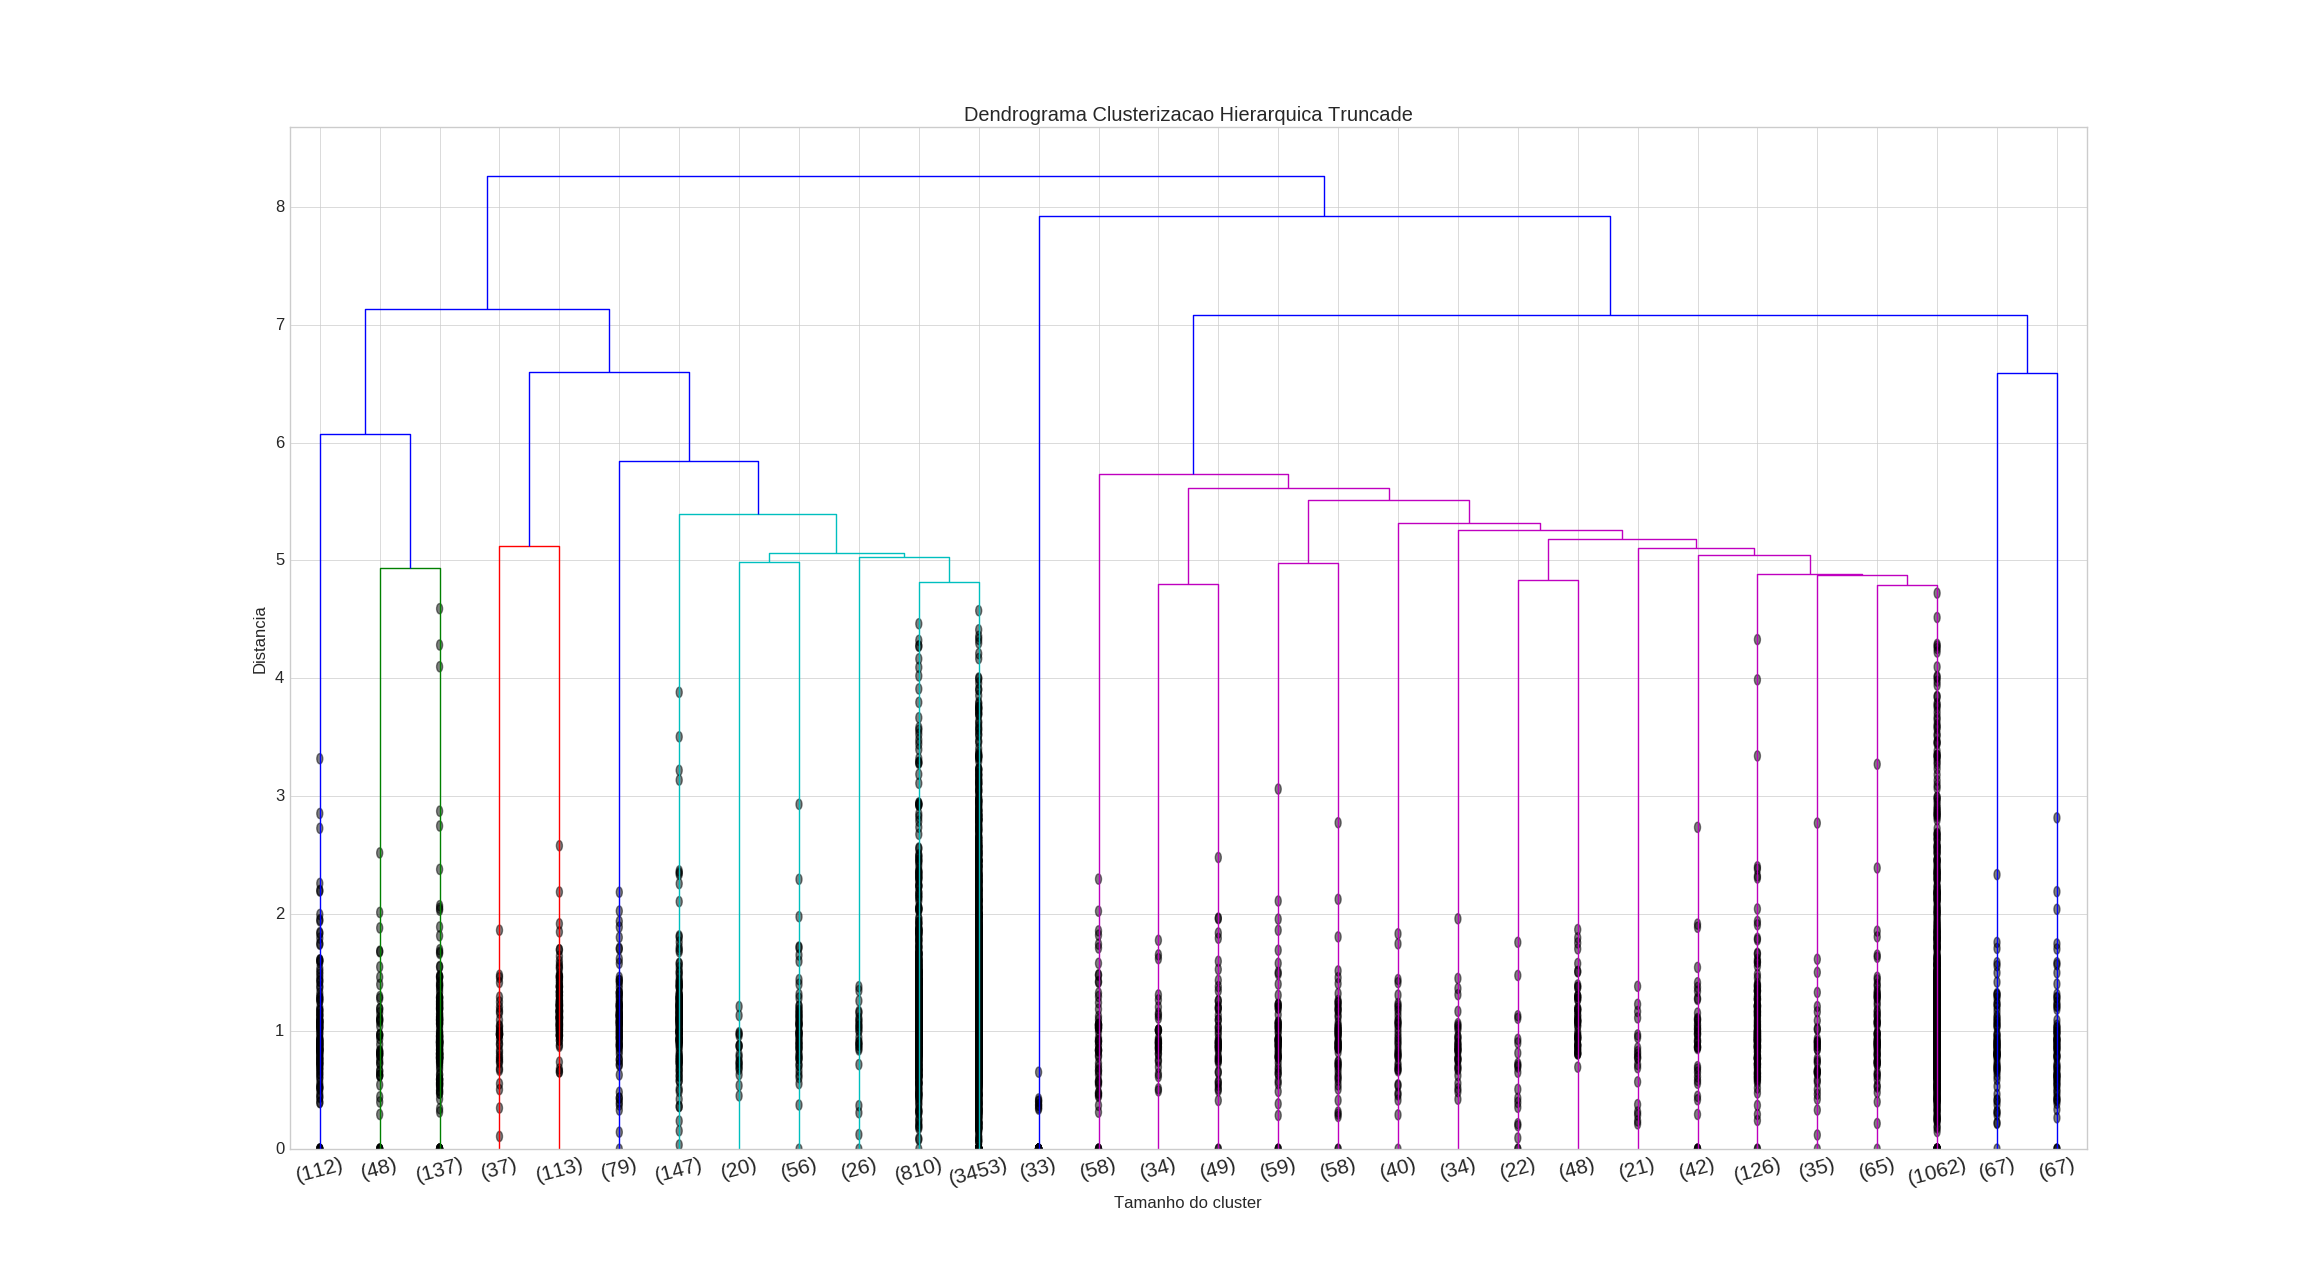 Dendrograma Clusterizacao Hierarquica Truncade
8
7
6
5
4
3
2
1
0
Distancia
(112) (48) (137) (37) (113) (79) (147) (20) (56) (26) (810) (3453) (33) (58) (34) (49) (59) (58) (40) (34) (22) (48) (21) (42) (126) (35) (65) (1062) (67) (67)
Tamanho do cluster